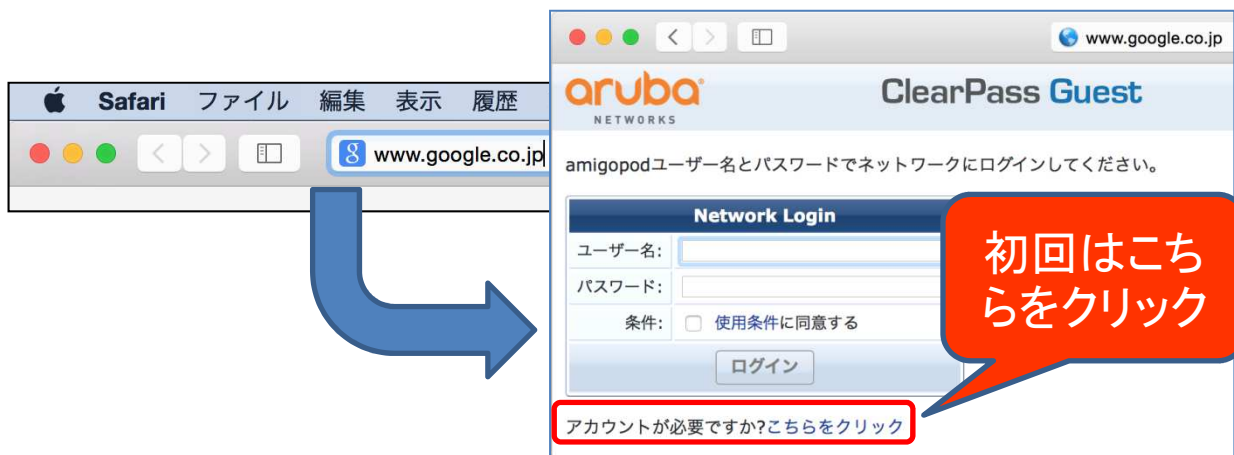 Safari ファイル 編集 表示 履歴
www.google.co.jp
www.google.co.jp
aruba
NETWORKS
ClearPass Guest
amigopodユーザー名とパスワードでネットワークにログインしてください。
Network Login
ユーザー名:
パスワード:
条件: 使用条件に同意する
ログイン
アカウントが必要ですか?こちらをクリック
初回はこち
らをクリック